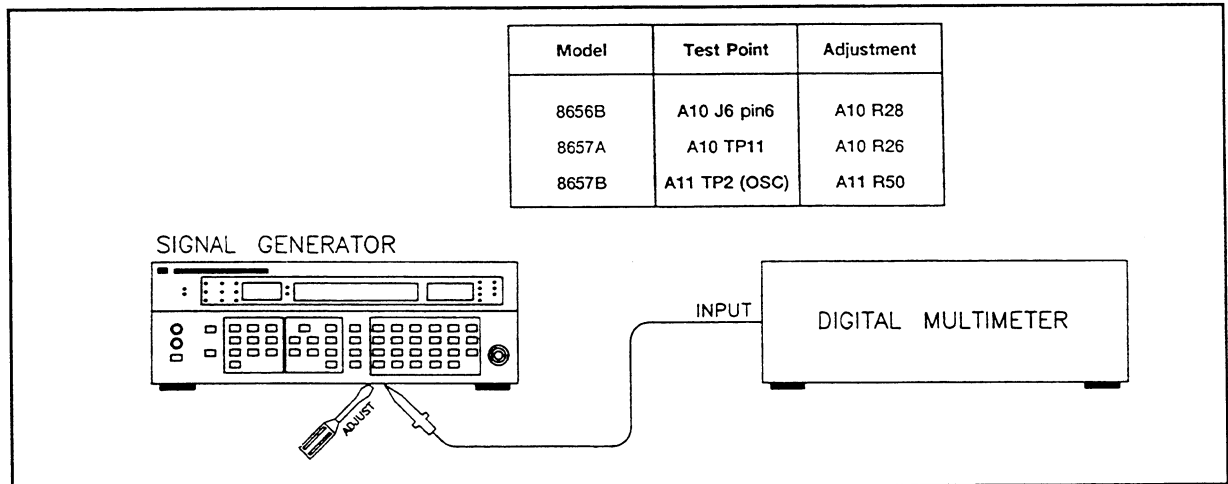 Model Test Point Adjustment
8656B A10 J6 pin6 A10 R28
8657A A10 TP11 A10 R26
8657B A11 TP2 (OSC) A11 R50
SIGNAL GENERATOR
INPUT
DIGITAL MULTIMETER
ADJUST